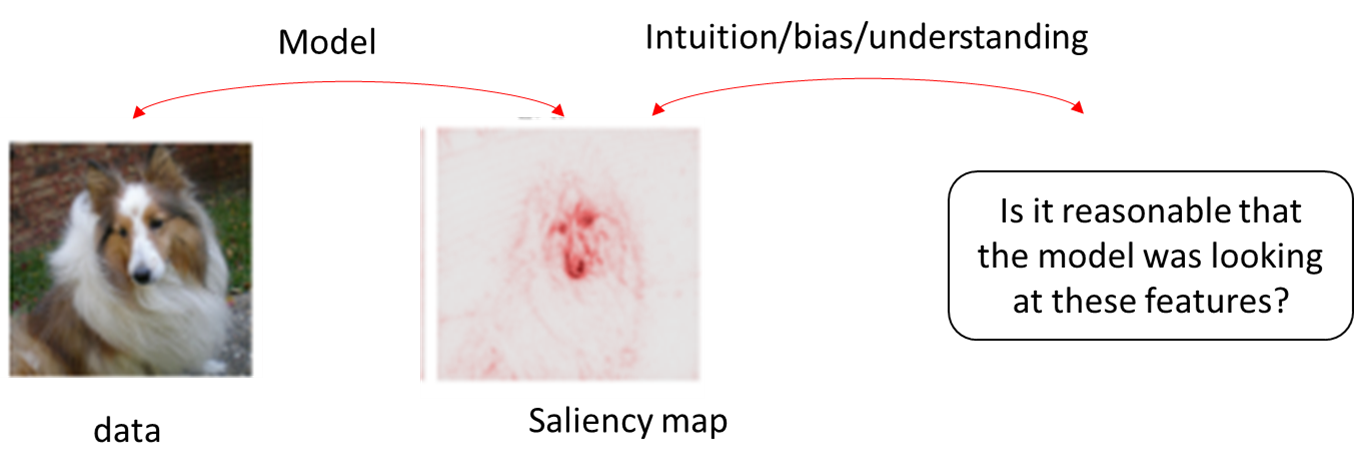 Model
Intuition/bias/understanding
Is it reasonable that
the model was looking
at these features?
data
Saliency map